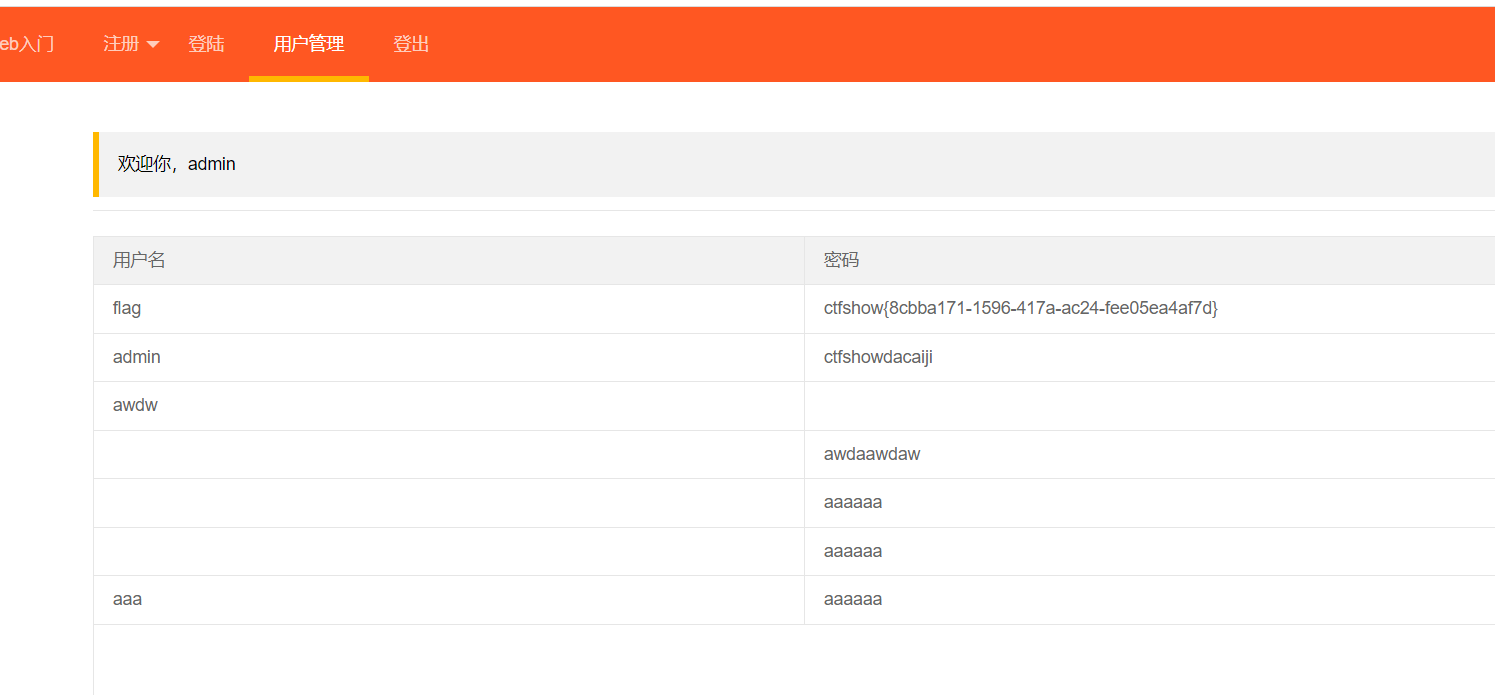 eb入门 注册 登陆 用户管理 登出
欢迎你，admin
用户名 密码
flag ctfshow{8cbba171-1596-417a-ac24-fee05ea4af7d}
admin ctfshowdacaiji
awdw
awdaawdaw
aaaaaa
aaaaaa
aaa aaaaaa